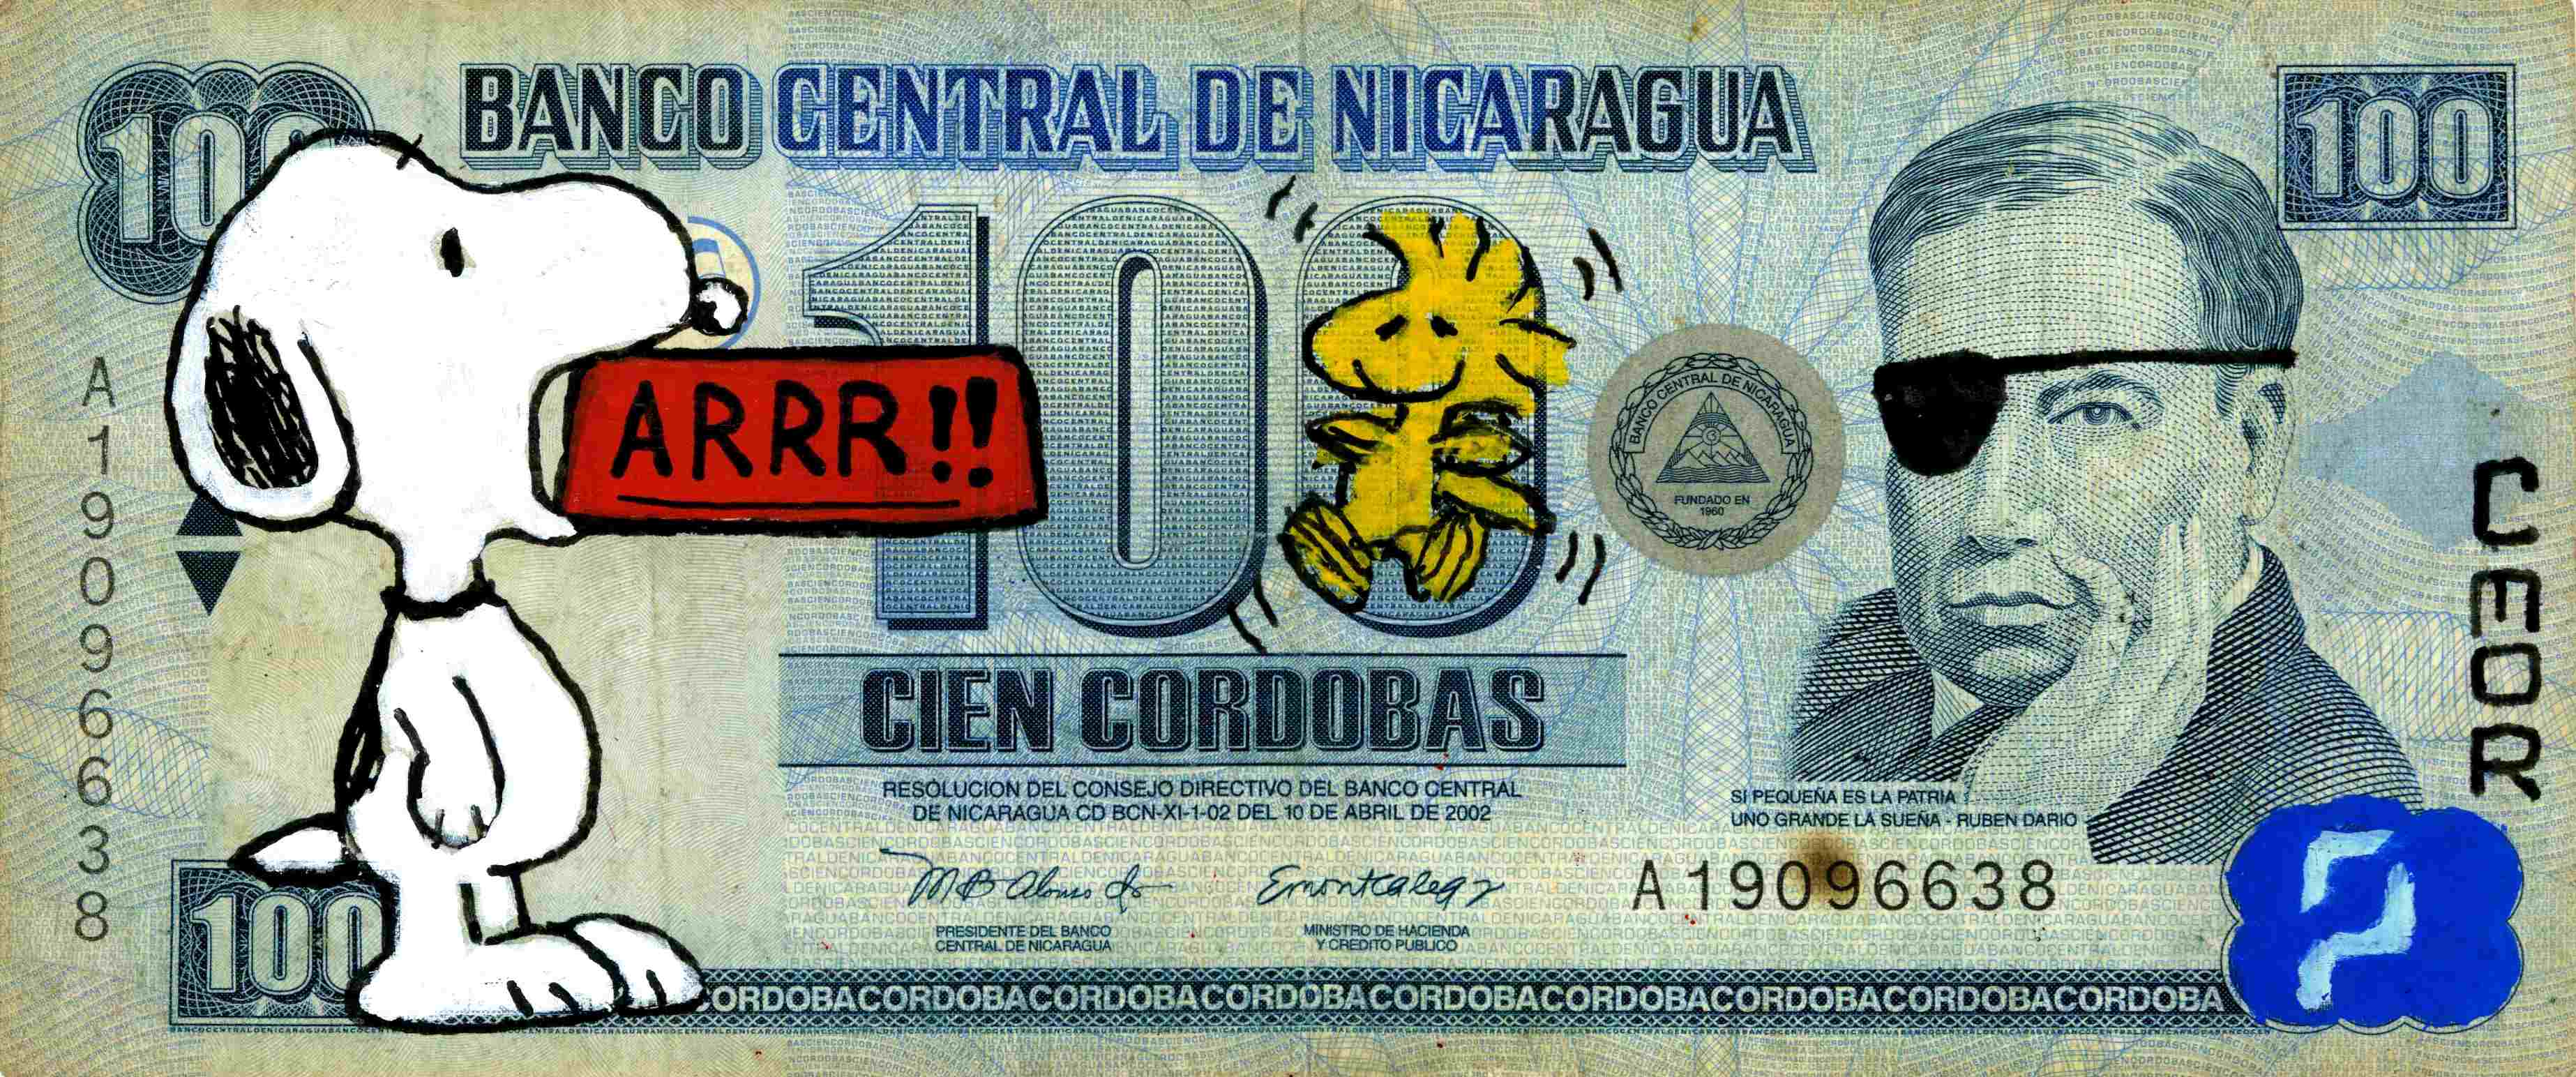 BANCO CENTRAL DE NICARAGUA
100
100
100
ARRR!!
BANCO CENTRAL DE NICARAGUA
FUNDADO EN
1960
A19096638
CMOR
CIEN CORDOBAS
RESOLUCION DEL CONSEJO DIRECTIVO DEL BANCO CENTRAL
DE NICARAGUA CD BCN-XI-1-02 DEL 10 DE ABRIL DE 2002
SI PEQUEÑA ES LA PATRIA
UNO GRANDE LA SUEÑA - RUBEN DARIO
A19096638
PRESIDENTE DEL BANCO
CENTRAL DE NICARAGUA
MINISTRO DE HACIENDA
Y CREDITO PUBLICO
100
CORDOBACORDOBACORDOBACORDOBACORDOBACORDOBACORDOBACORDOBACORDOBA